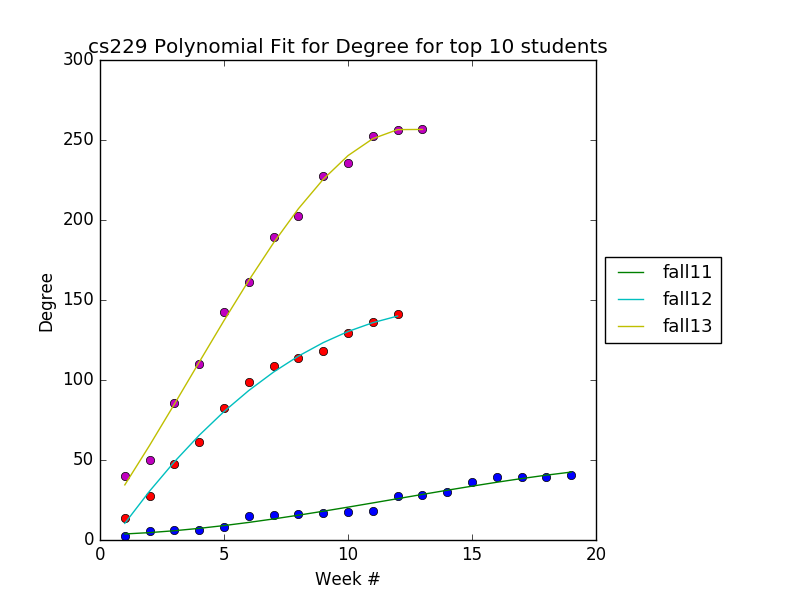 cs229 Polynomial Fit for Degree for top 10 students
300
250
200
150
100
50
0
Degree
0 5 10 15 20
Week #
fall11
fall12
fall13